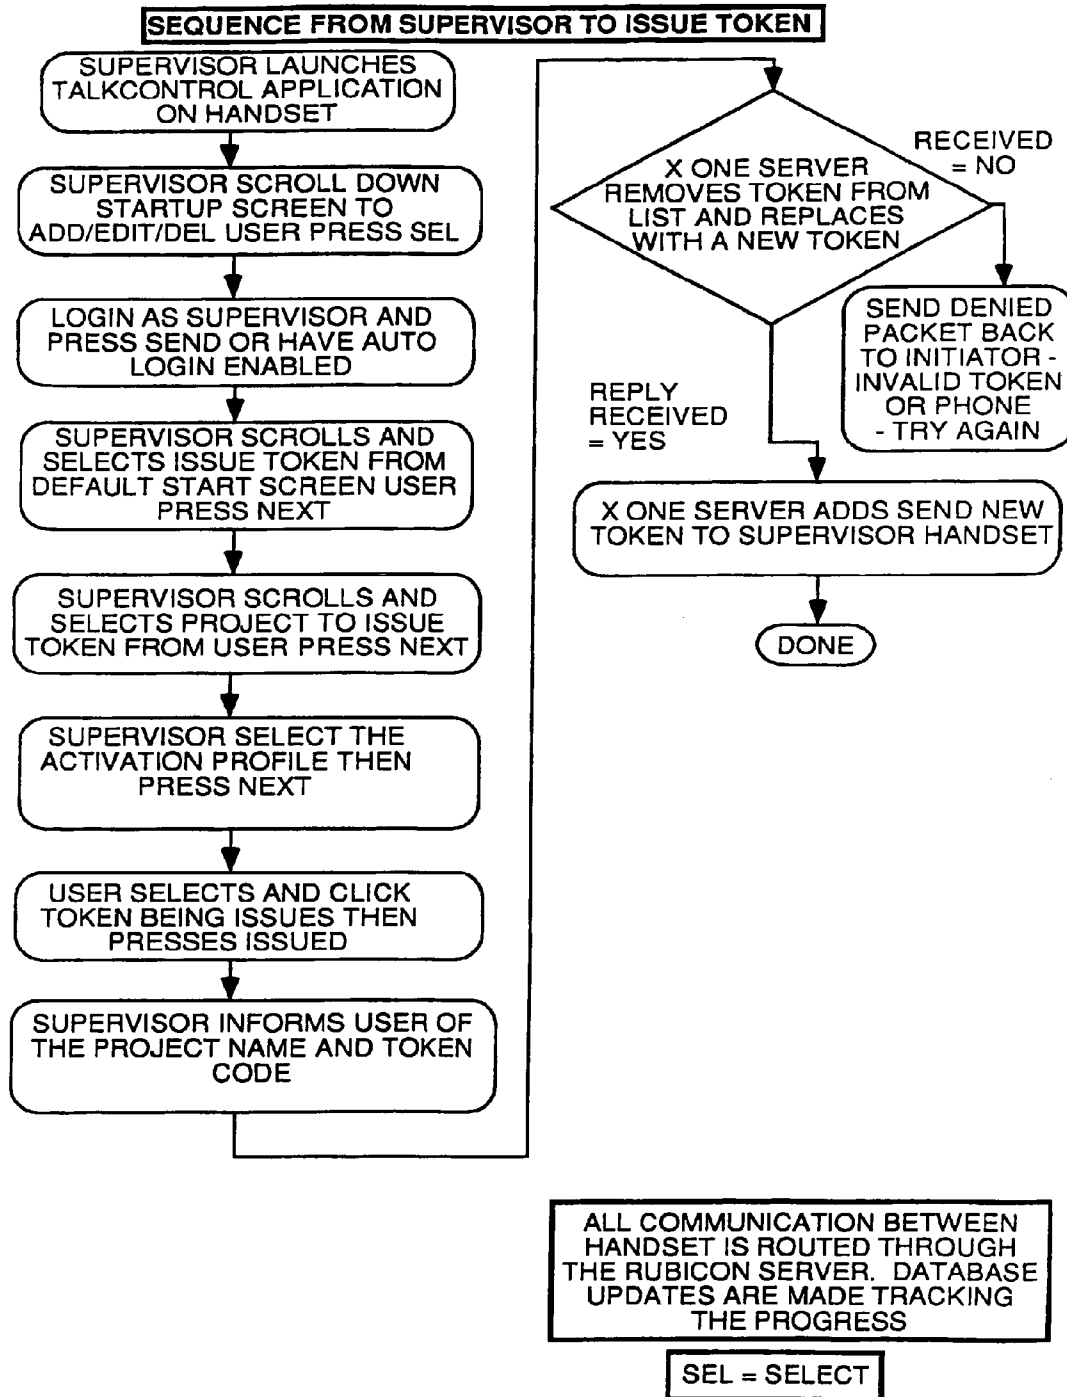 SEQUENCE FROM SUPERVISOR TO ISSUE TOKEN
SUPERVISOR LAUNCHES
TALKCONTROL APPLICATION
ON HANDSET
SUPERVISOR SCROLL DOWN
STARTUP SCREEN TO
ADD/EDIT/DEL USER PRESS SEL
LOGIN AS SUPERVISOR AND
PRESS SEND OR HAVE AUTO
LOGIN ENABLED
SUPERVISOR SCROLLS AND
SELECTS ISSUE TOKEN FROM
DEFAULT START SCREEN USER
PRESS NEXT
SUPERVISOR SCROLLS AND
SELECTS PROJECT TO ISSUE
TOKEN FROM USER PRESS NEXT
SUPERVISOR SELECT THE
ACTIVATION PROFILE THEN
PRESS NEXT
USER SELECTS AND CLICK
TOKEN BEING ISSUES THEN
PRESSES ISSUED
SUPERVISOR INFORMS USER OF
THE PROJECT NAME AND TOKEN
CODE
X ONE SERVER
REMOVES TOKEN FROM
LIST AND REPLACES
WITH A NEW TOKEN
RECEIVED
= NO
SEND DENIED
PACKET BACK
TO INITIATOR -
INVALID TOKEN
OR PHONE
- TRY AGAIN
REPLY
RECEIVED
= YES
X ONE SERVER ADDS SEND NEW
TOKEN TO SUPERVISOR HANDSET
DONE
ALL COMMUNICATION BETWEEN
HANDSET IS ROUTED THROUGH
THE RUBICON SERVER. DATABASE
UPDATES ARE MADE TRACKING
THE PROGRESS
SEL = SELECT